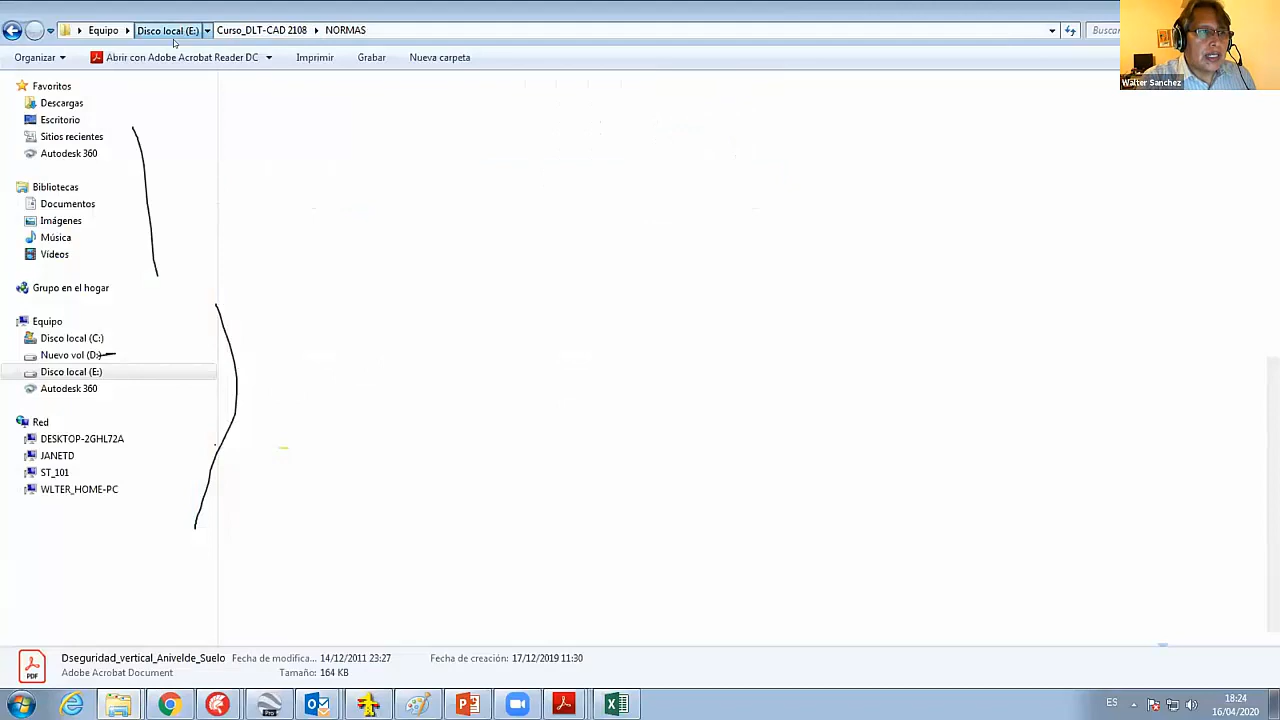 Equipo Disco local (E:) Curso_DLT-CAD 2108 NORMAS
Buscar
Organizar Abrir con Adobe Acrobat Reader DC Imprimir Grabar Nueva carpeta
Walter Sanchez
Favoritos
Descargas
Escritorio
Sitios recientes
Autodesk 360
Bibliotecas
Documentos
Imágenes
Música
Vídeos
Grupo en el hogar
Equipo
Disco local (C:)
Nuevo vol (D:)
Disco local (E:)
Autodesk 360
Red
DESKTOP-2GHL72A
JANETD
ST_101
WLTER_HOME-PC
Dseguridad_vertical_Anivelde_Suelo Fecha de modifica... 14/12/2011 23:27 Fecha de creación: 17/12/2019 11:30
Adobe Acrobat Document Tamaño: 164 KB
PDF
Pro
ES
18:24
16/04/2020